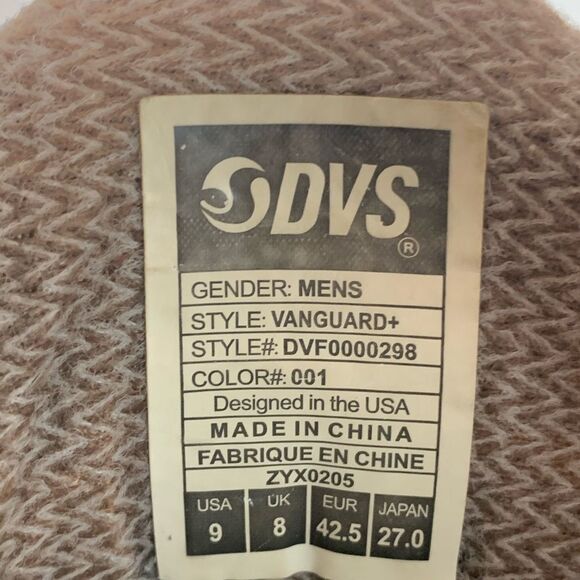 DVS®
GENDER: MENS
STYLE: VANGUARD+
STYLE#: DVF0000298
COLOR#: 001
Designed in the USA
MADE IN CHINA
FABRIQUE EN CHINE
ZYX0205
USA UK EUR JAPAN
9 8 42.5 27.0